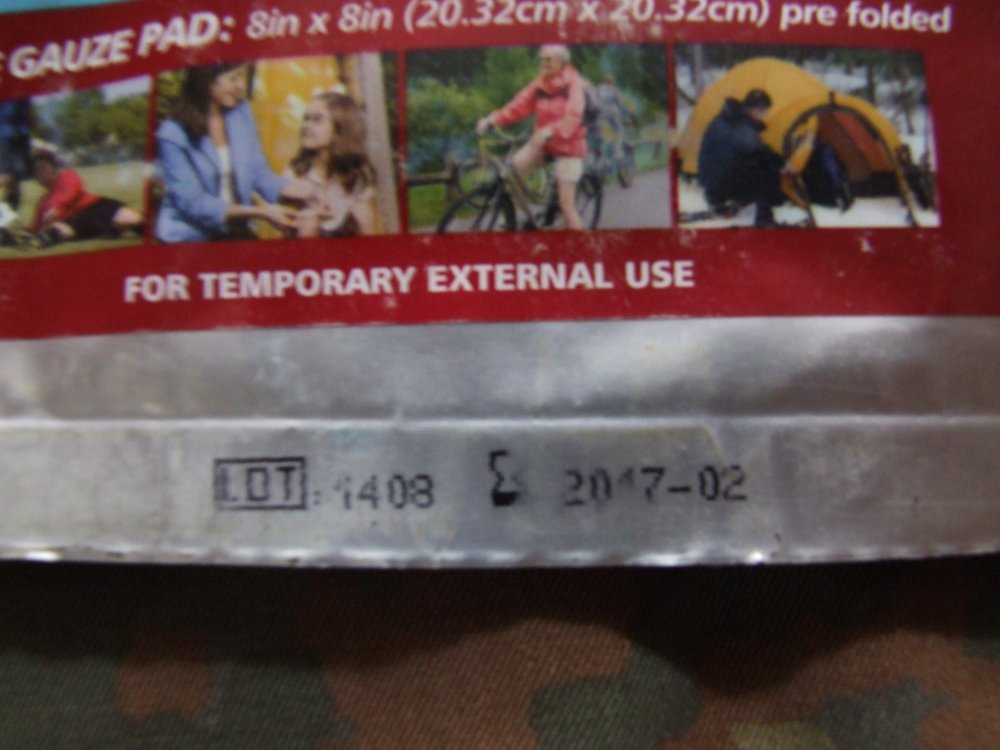 GAUZE PAD: 8in x 8in (20.32cm x 20.32cm) pre folded
FOR TEMPORARY EXTERNAL USE
LOT: 1408 2017-02